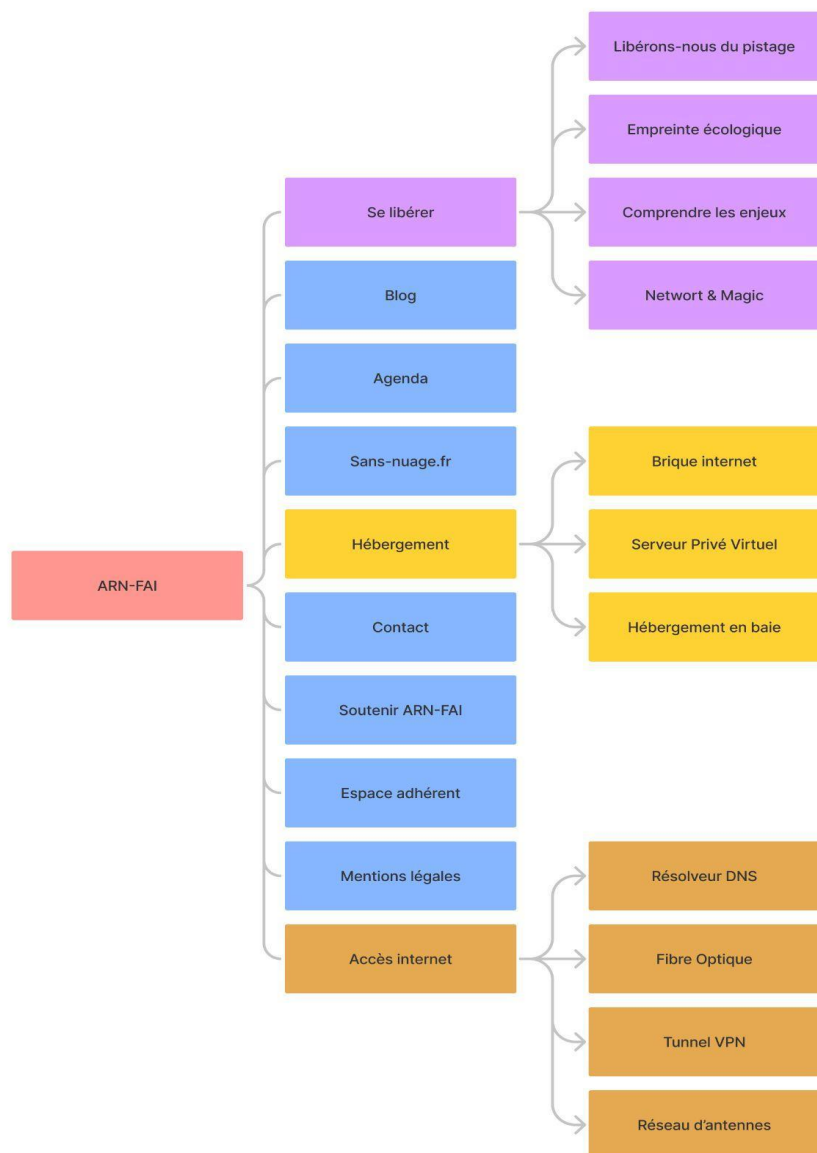 Libérons-nous du pistage
Empreinte écologique
Se libérer
Comprendre les enjeux
Blog
Networt & Magic
Agenda
Sans-nuage.fr
Brique internet
Hébergement
Serveur Privé Virtuel
ARN-FAI
Contact
Hébergement en baie
Soutenir ARN-FAI
Espace adhérent
Mentions légales
Résolveur DNS
Accès internet
Fibre Optique
Tunnel VPN
Réseau d’antennes